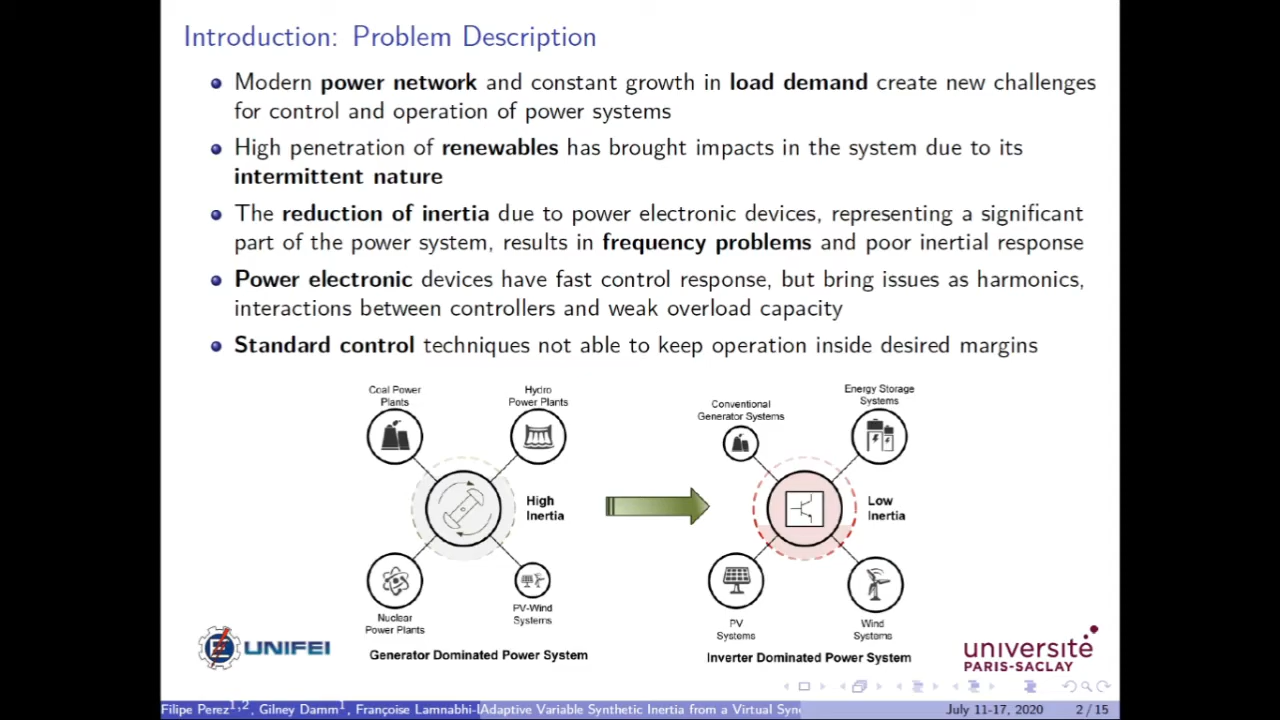 Introduction: Problem Description
Modern power network and constant growth in load demand create new challenges
for control and operation of power systems
High penetration of renewables has brought impacts in the system due to its
intermittent nature
The reduction of inertia due to power electronic devices, representing a significant
part of the power system, results in frequency problems and poor inertial response
Power electronic devices have fast control response, but bring issues as harmonics,
interactions between controllers and weak overload capacity
Standard control techniques not able to keep operation inside desired margins
Coal Power
Plants
Hydro
Power Plants
High
Inertia
Nuclear
Power Plants
PV-Wind
Systems
Generator Dominated Power System
Conventional
Generator Systems
Energy Storage
Systems
Low
Inertia
PV
Systems
Wind
Systems
Inverter Dominated Power System
UNIFEI
université
PARIS-SACLAY
Filipe Perez1,2, Gilney Damm1, Françoise Lamnabhi-L
Adaptive Variable Synthetic Inertia from a Virtual Syn
July 11-17, 2020
2 / 15